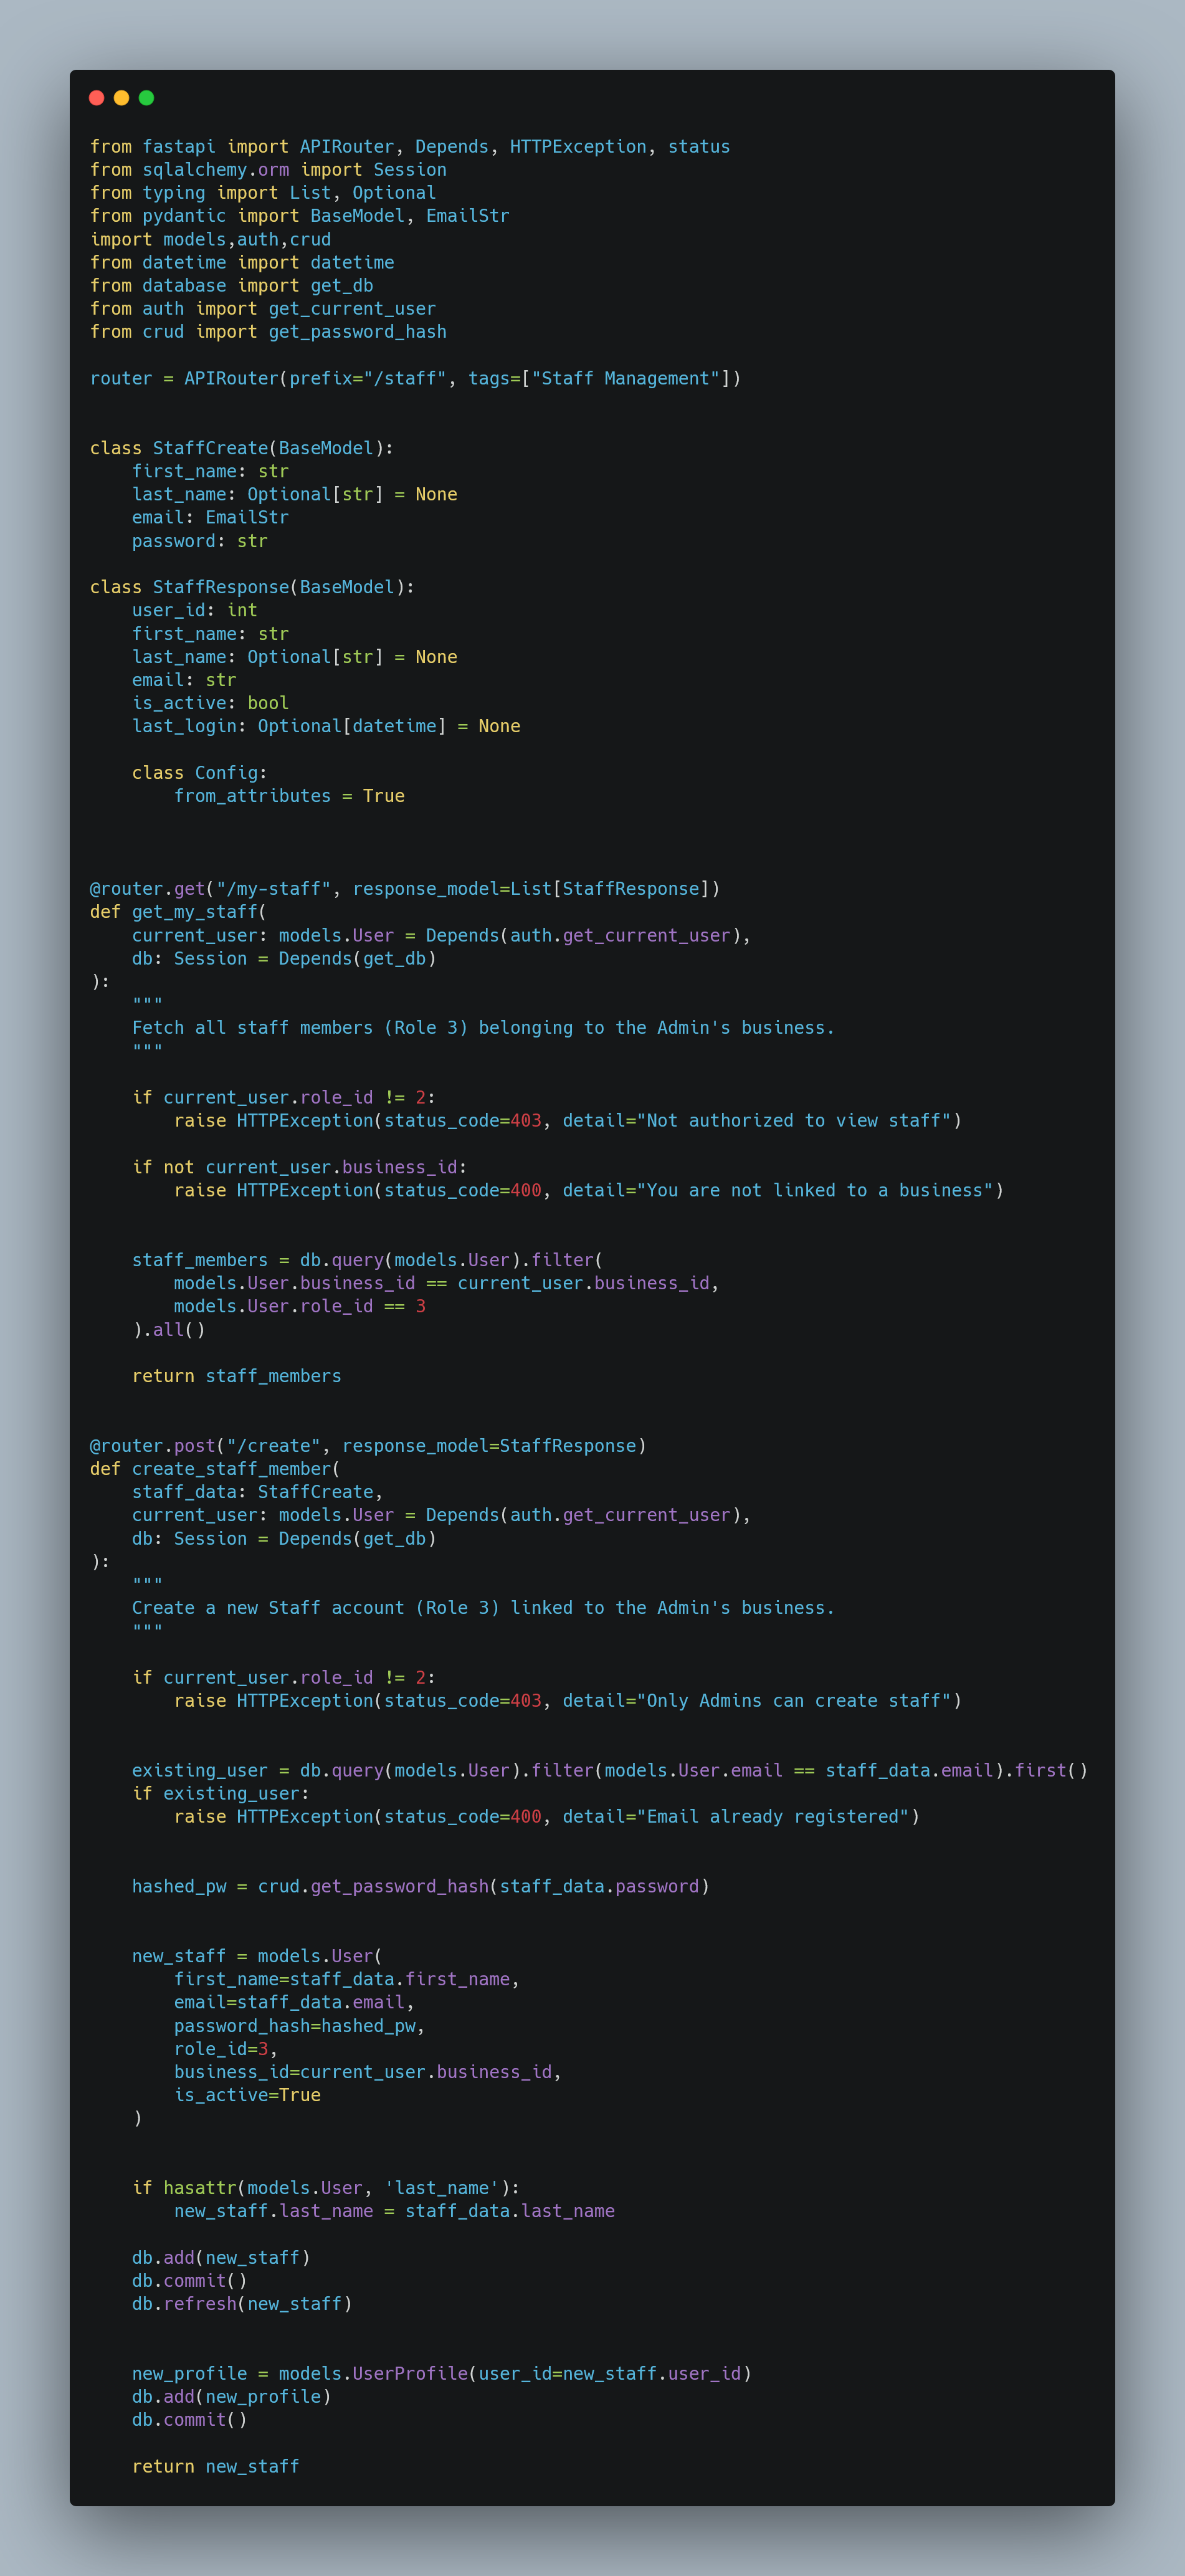 from fastapi import APIRouter, Depends, HTTPException, status
from sqlalchemy.orm import Session
from typing import List, Optional
from pydantic import BaseModel, EmailStr
import models,auth,crud
from datetime import datetime
from database import get_db
from auth import get_current_user
from crud import get_password_hash

router = APIRouter(prefix="/staff", tags=["Staff Management"])


class StaffCreate(BaseModel):
    first_name: str
    last_name: Optional[str] = None
    email: EmailStr
    password: str

class StaffResponse(BaseModel):
    user_id: int
    first_name: str
    last_name: Optional[str] = None
    email: str
    is_active: bool
    last_login: Optional[datetime] = None

    class Config:
        from_attributes = True



@router.get("/my-staff", response_model=List[StaffResponse])
def get_my_staff(
    current_user: models.User = Depends(auth.get_current_user),
    db: Session = Depends(get_db)
):
    """
    Fetch all staff members (Role 3) belonging to the Admin's business.
    """

    if current_user.role_id != 2:
        raise HTTPException(status_code=403, detail="Not authorized to view staff")

    if not current_user.business_id:
        raise HTTPException(status_code=400, detail="You are not linked to a business")


    staff_members = db.query(models.User).filter(
        models.User.business_id == current_user.business_id,
        models.User.role_id == 3
    ).all()

    return staff_members


@router.post("/create", response_model=StaffResponse)
def create_staff_member(
    staff_data: StaffCreate,
    current_user: models.User = Depends(auth.get_current_user),
    db: Session = Depends(get_db)
):
    """
    Create a new Staff account (Role 3) linked to the Admin's business.
    """

    if current_user.role_id != 2:
        raise HTTPException(status_code=403, detail="Only Admins can create staff")


    existing_user = db.query(models.User).filter(models.User.email == staff_data.email).first()
    if existing_user:
        raise HTTPException(status_code=400, detail="Email already registered")


    hashed_pw = crud.get_password_hash(staff_data.password)


    new_staff = models.User(
        first_name=staff_data.first_name,
        email=staff_data.email,
        password_hash=hashed_pw,
        role_id=3,
        business_id=current_user.business_id,
        is_active=True
    )


    if hasattr(models.User, 'last_name'):
        new_staff.last_name = staff_data.last_name

    db.add(new_staff)
    db.commit()
    db.refresh(new_staff)


    new_profile = models.UserProfile(user_id=new_staff.user_id)
    db.add(new_profile)
    db.commit()

    return new_staff